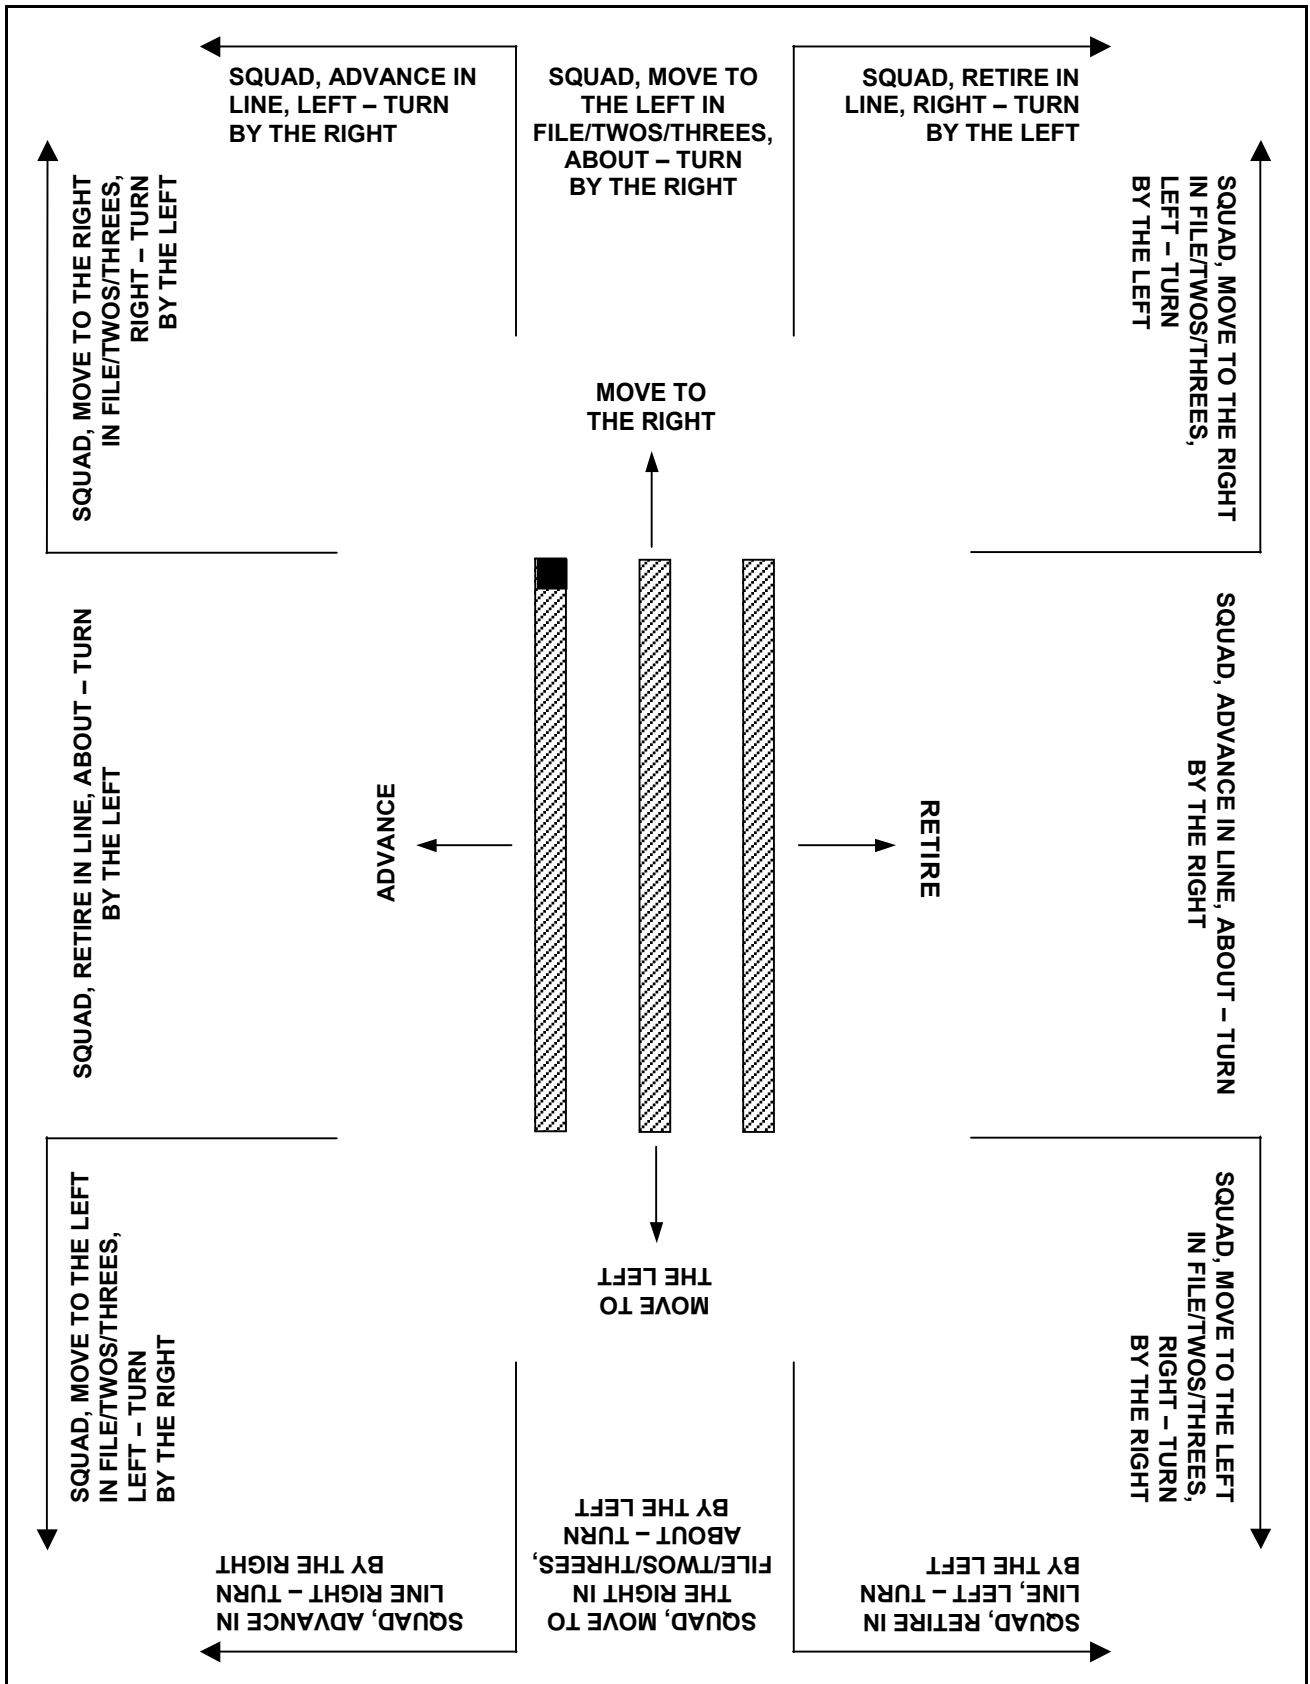 SQUAD, ADVANCE IN
LINE, LEFT – TURN
BY THE RIGHT
SQUAD, MOVE TO
THE LEFT IN
FILE/TWOS/THREES,
ABOUT – TURN
BY THE RIGHT
SQUAD, RETIRE IN
LINE, RIGHT – TURN
BY THE LEFT
SQUAD, MOVE TO THE RIGHT
IN FILE/TWOS/THREES,
RIGHT – TURN
BY THE LEFT
SQUAD, MOVE TO THE RIGHT
IN FILE/TWOS/THREES,
LEFT – TURN
BY THE LEFT
MOVE TO
THE RIGHT
SQUAD, RETIRE IN LINE, ABOUT – TURN
BY THE LEFT
ADVANCE
RETIRE
SQUAD, ADVANCE IN LINE, ABOUT – TURN
BY THE RIGHT
MOVE TO
THE LEFT
SQUAD, MOVE TO THE LEFT
IN FILE/TWOS/THREES,
LEFT – TURN
BY THE RIGHT
SQUAD, MOVE TO THE LEFT
IN FILE/TWOS/THREES,
RIGHT – TURN
BY THE RIGHT
SQUAD, ADVANCE IN
LINE RIGHT – TURN
BY THE RIGHT
SQUAD, MOVE TO
THE RIGHT IN
FILE/TWOS/THREES,
ABOUT – TURN
BY THE LEFT
SQUAD, RETIRE IN
LINE, LEFT – TURN
BY THE LEFT